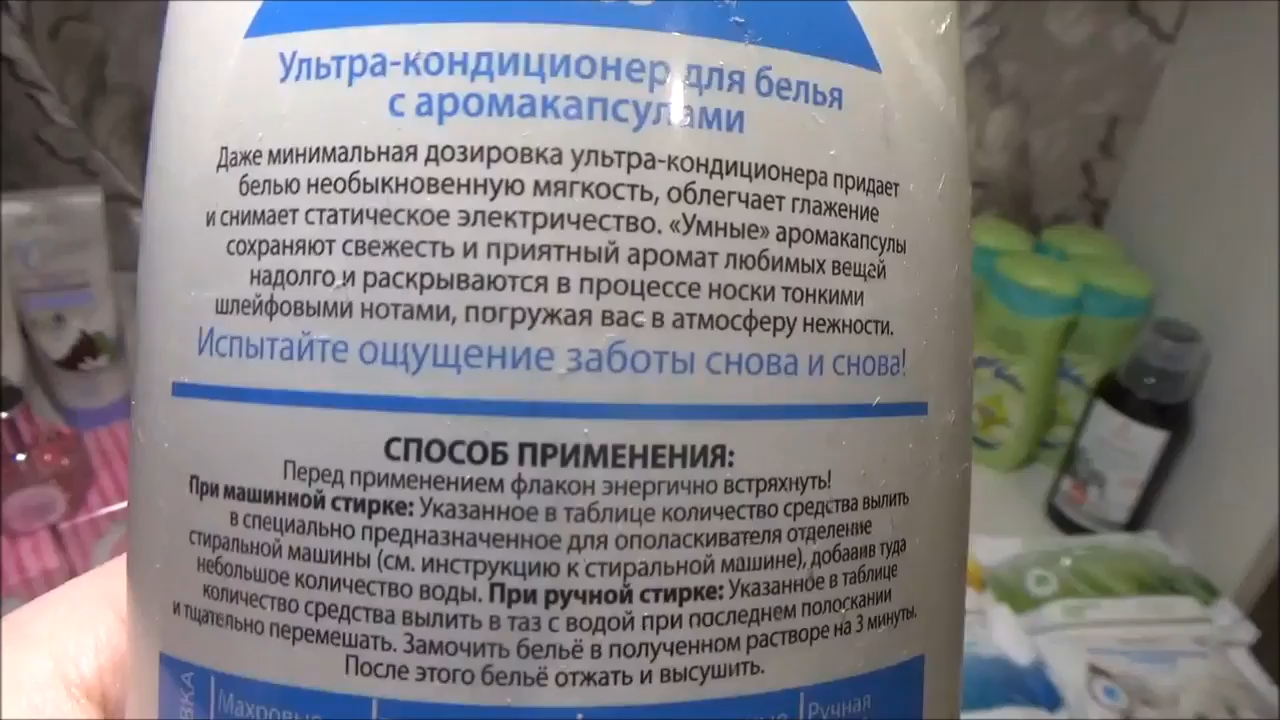 Ультра-кондиционер для белья
с аромакапсулами
Даже минимальная дозировка ультра-кондиционера придает
белью необыкновенную мягкость, облегчает глажение
и снимает статическое электричество. «Умные» аромакапсулы
сохраняют свежесть и приятный аромат любимых вещей
надолго и раскрываются в процессе носки тонкими
шлейфовыми нотами, погружая вас в атмосферу нежности.
Испытайте ощущение заботы снова и снова!
СПОСОБ ПРИМЕНЕНИЯ:
Перед применением флакон энергично встряхнуть!
При машинной стирке: Указанное в таблице количество средства вылить
в специально предназначенное для ополаскивателя отделение
стиральной машины (см. инструкцию к стиральной машине), добавив туда
небольшое количество воды. При ручной стирке: Указанное в таблице
количество средства вылить в таз с водой при последнем полоскании
и тщательно перемешать. Замочить бельё в полученном растворе на 3 минуты.
После этого бельё отжать и высушить.
Махровые
Ручная